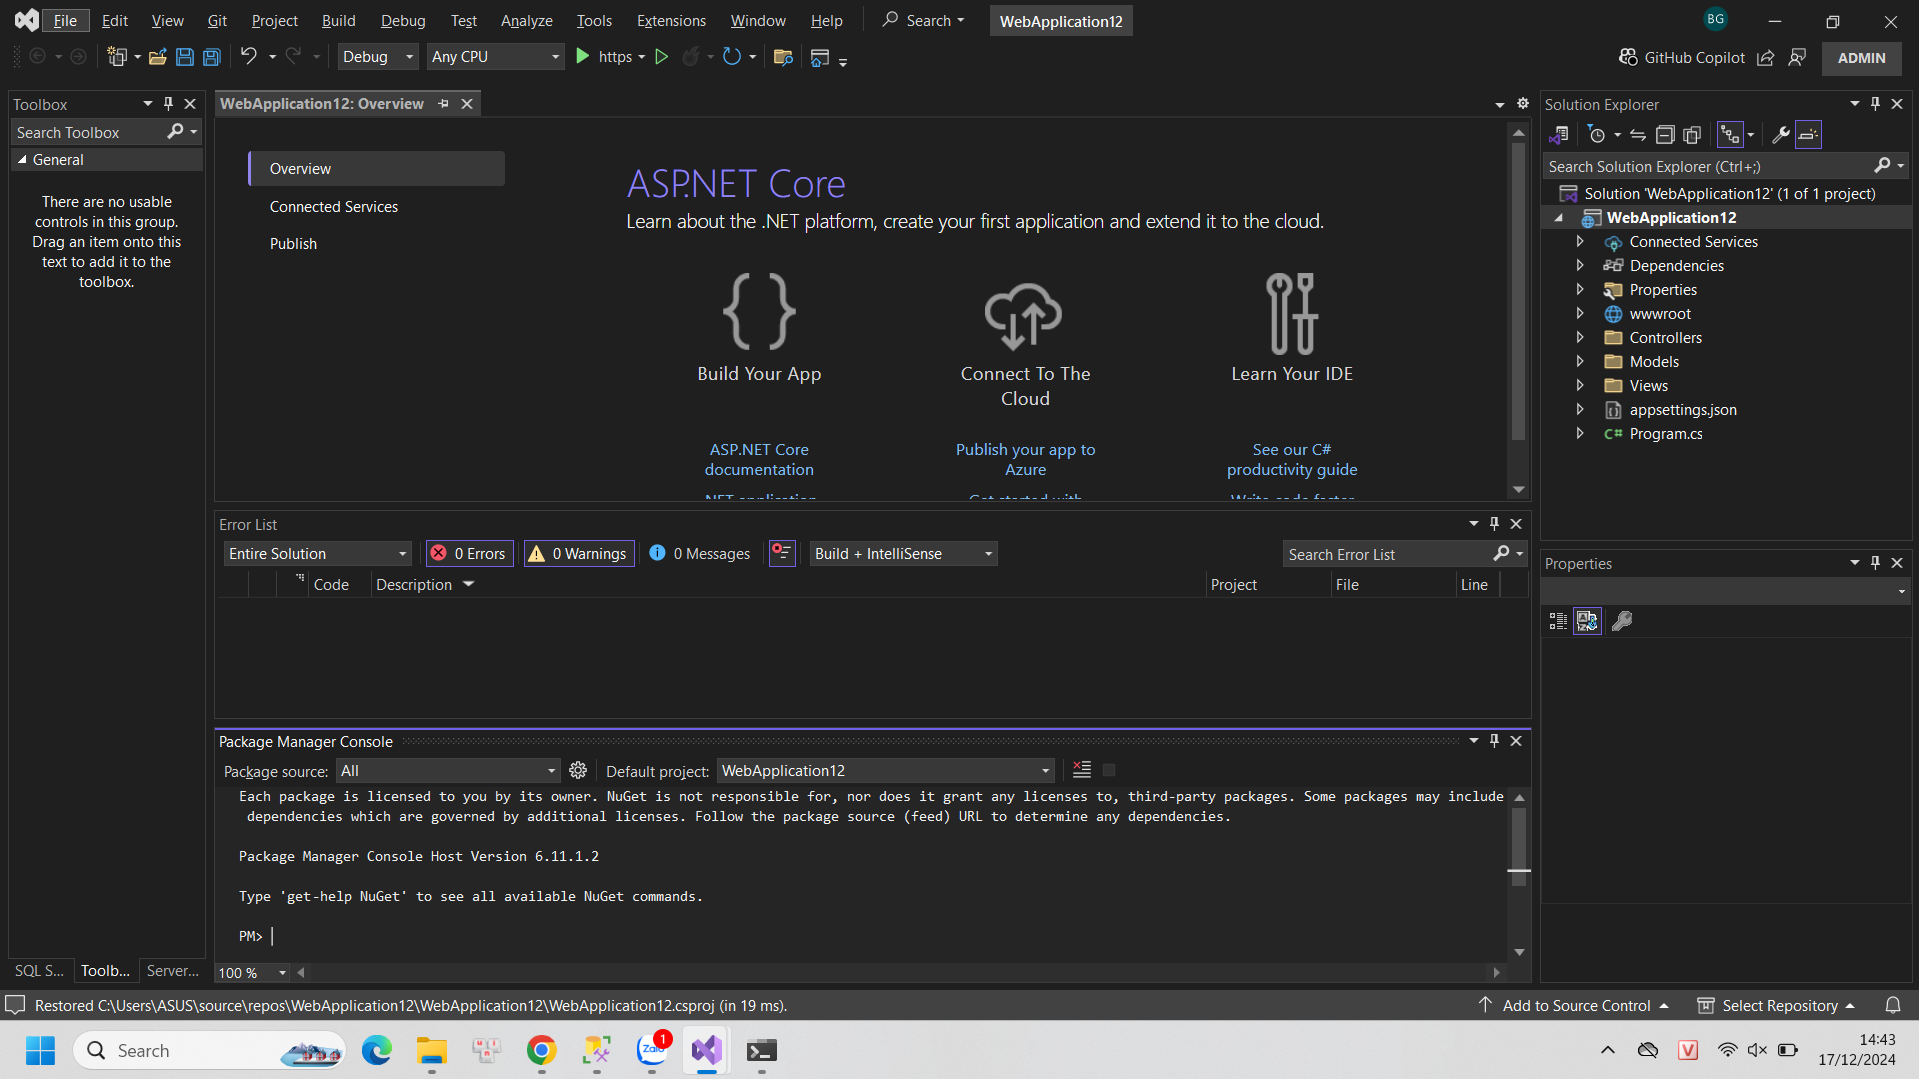 File Edit View Git Project Build Debug Test Analyze Tools Extensions Window Help Search WebApplication12 BG
Debug Any CPU https GitHub Copilot ADMIN
Toolbox
Search Toolbox
General
There are no usable
controls in this group.
Drag an item onto this
text to add it to the
toolbox.
SQL S... Toolb... Server...
WebApplication12: Overview
Overview
Connected Services
Publish
ASP.NET Core
Learn about the .NET platform, create your first application and extend it to the cloud.
Build Your App
Connect To The
Cloud
Learn Your IDE
ASP.NET Core
documentation
.NET application
Publish your app to
Azure
Get started with
See our C#
productivity guide
Write code faster
Error List
Entire Solution 0 Errors 0 Warnings 0 Messages Build + IntelliSense Search Error List
Code Description Project File Line
Package Manager Console
Package source: All Default project: WebApplication12
Each package is licensed to you by its owner. NuGet is not responsible for, nor does it grant any licenses to, third-party packages. Some packages may include
dependencies which are governed by additional licenses. Follow the package source (feed) URL to determine any dependencies.
Package Manager Console Host Version 6.11.1.2
Type 'get-help NuGet' to see all available NuGet commands.
PM>
100 %
Solution Explorer
Search Solution Explorer (Ctrl+;)
Solution 'WebApplication12' (1 of 1 project)
WebApplication12
Connected Services
Dependencies
Properties
wwwroot
Controllers
Models
Views
appsettings.json
C# Program.cs
Properties
Restored C:\Users\ASUS\source\repos\WebApplication12\WebApplication12\WebApplication12.csproj (in 19 ms). Add to Source Control Select Repository
Search Zalo 1 V 14:43
17/12/2024